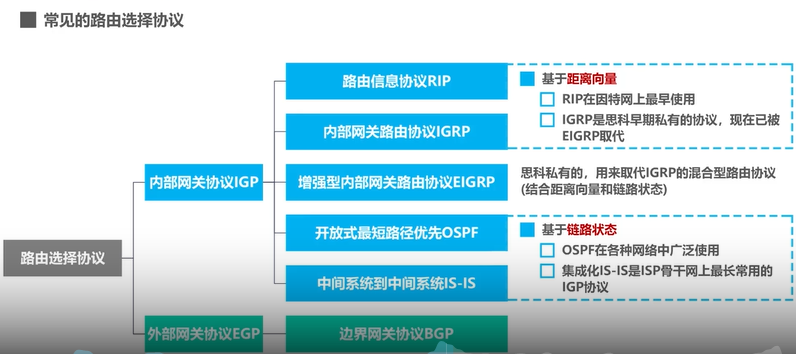 常见的路由选择协议
路由信息协议RIP
基于距离向量
RIP在因特网上最早使用
IGRP是思科早期私有的协议，现在已被
EIGRP取代
内部网关路由协议IGRP
内部网关协议IGP
增强型内部网关路由协议EIGRP
思科私有的，用来取代IGRP的混合型路由协议
(结合距离向量和链路状态)
开放式最短路径优先OSPF
基于链路状态
OSPF在各种网络中广泛使用
集成化IS-IS是ISP骨干网上最长常用的
IGP协议
路由选择协议
中间系统到中间系统IS-IS
外部网关协议EGP
边界网关协议BGP